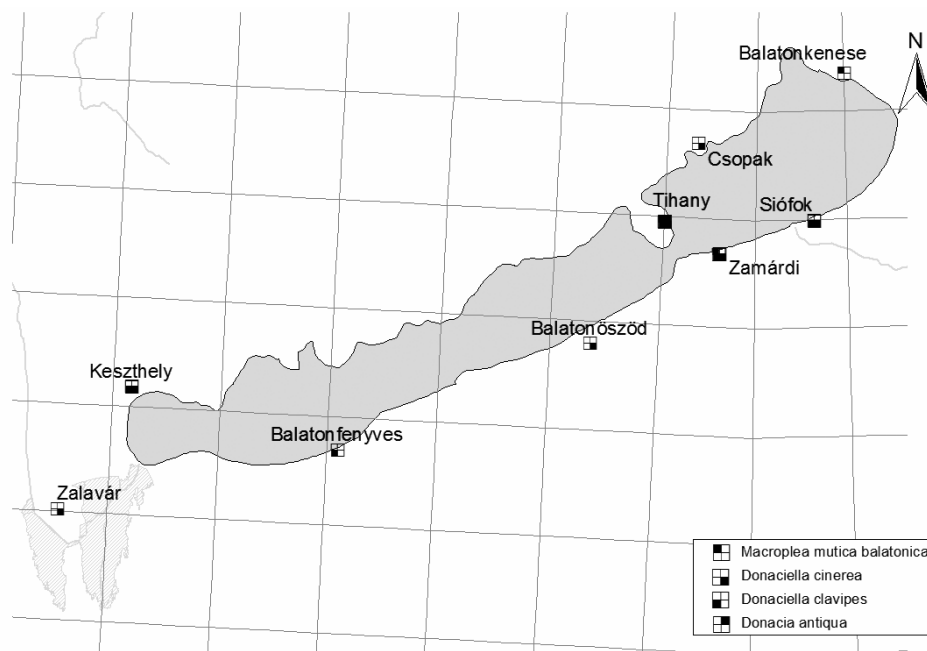 Balatonkenese
N
Csopak
Tihany
Siófok
Zamárdi
Balatonőszöd
Keszthely
Balatonfenyves
Zalavár
Macroplea mutica balatonica
Donaciella cinerea
Donaciella clavipes
Donacia antiqua